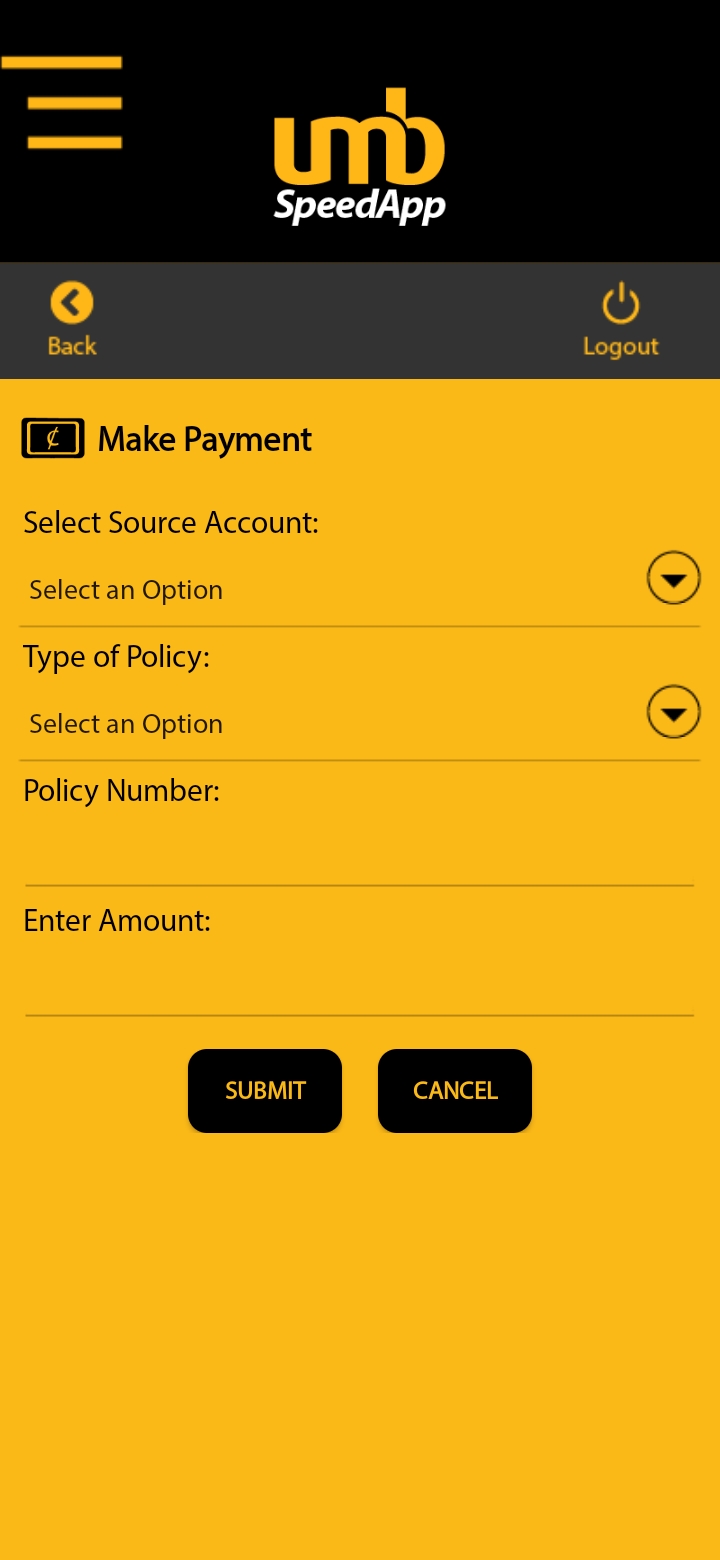 umb
SpeedApp
Back
Logout
¢ Make Payment
Select Source Account:
Select an Option
Type of Policy:
Select an Option
Policy Number:
Enter Amount:
SUBMIT
CANCEL